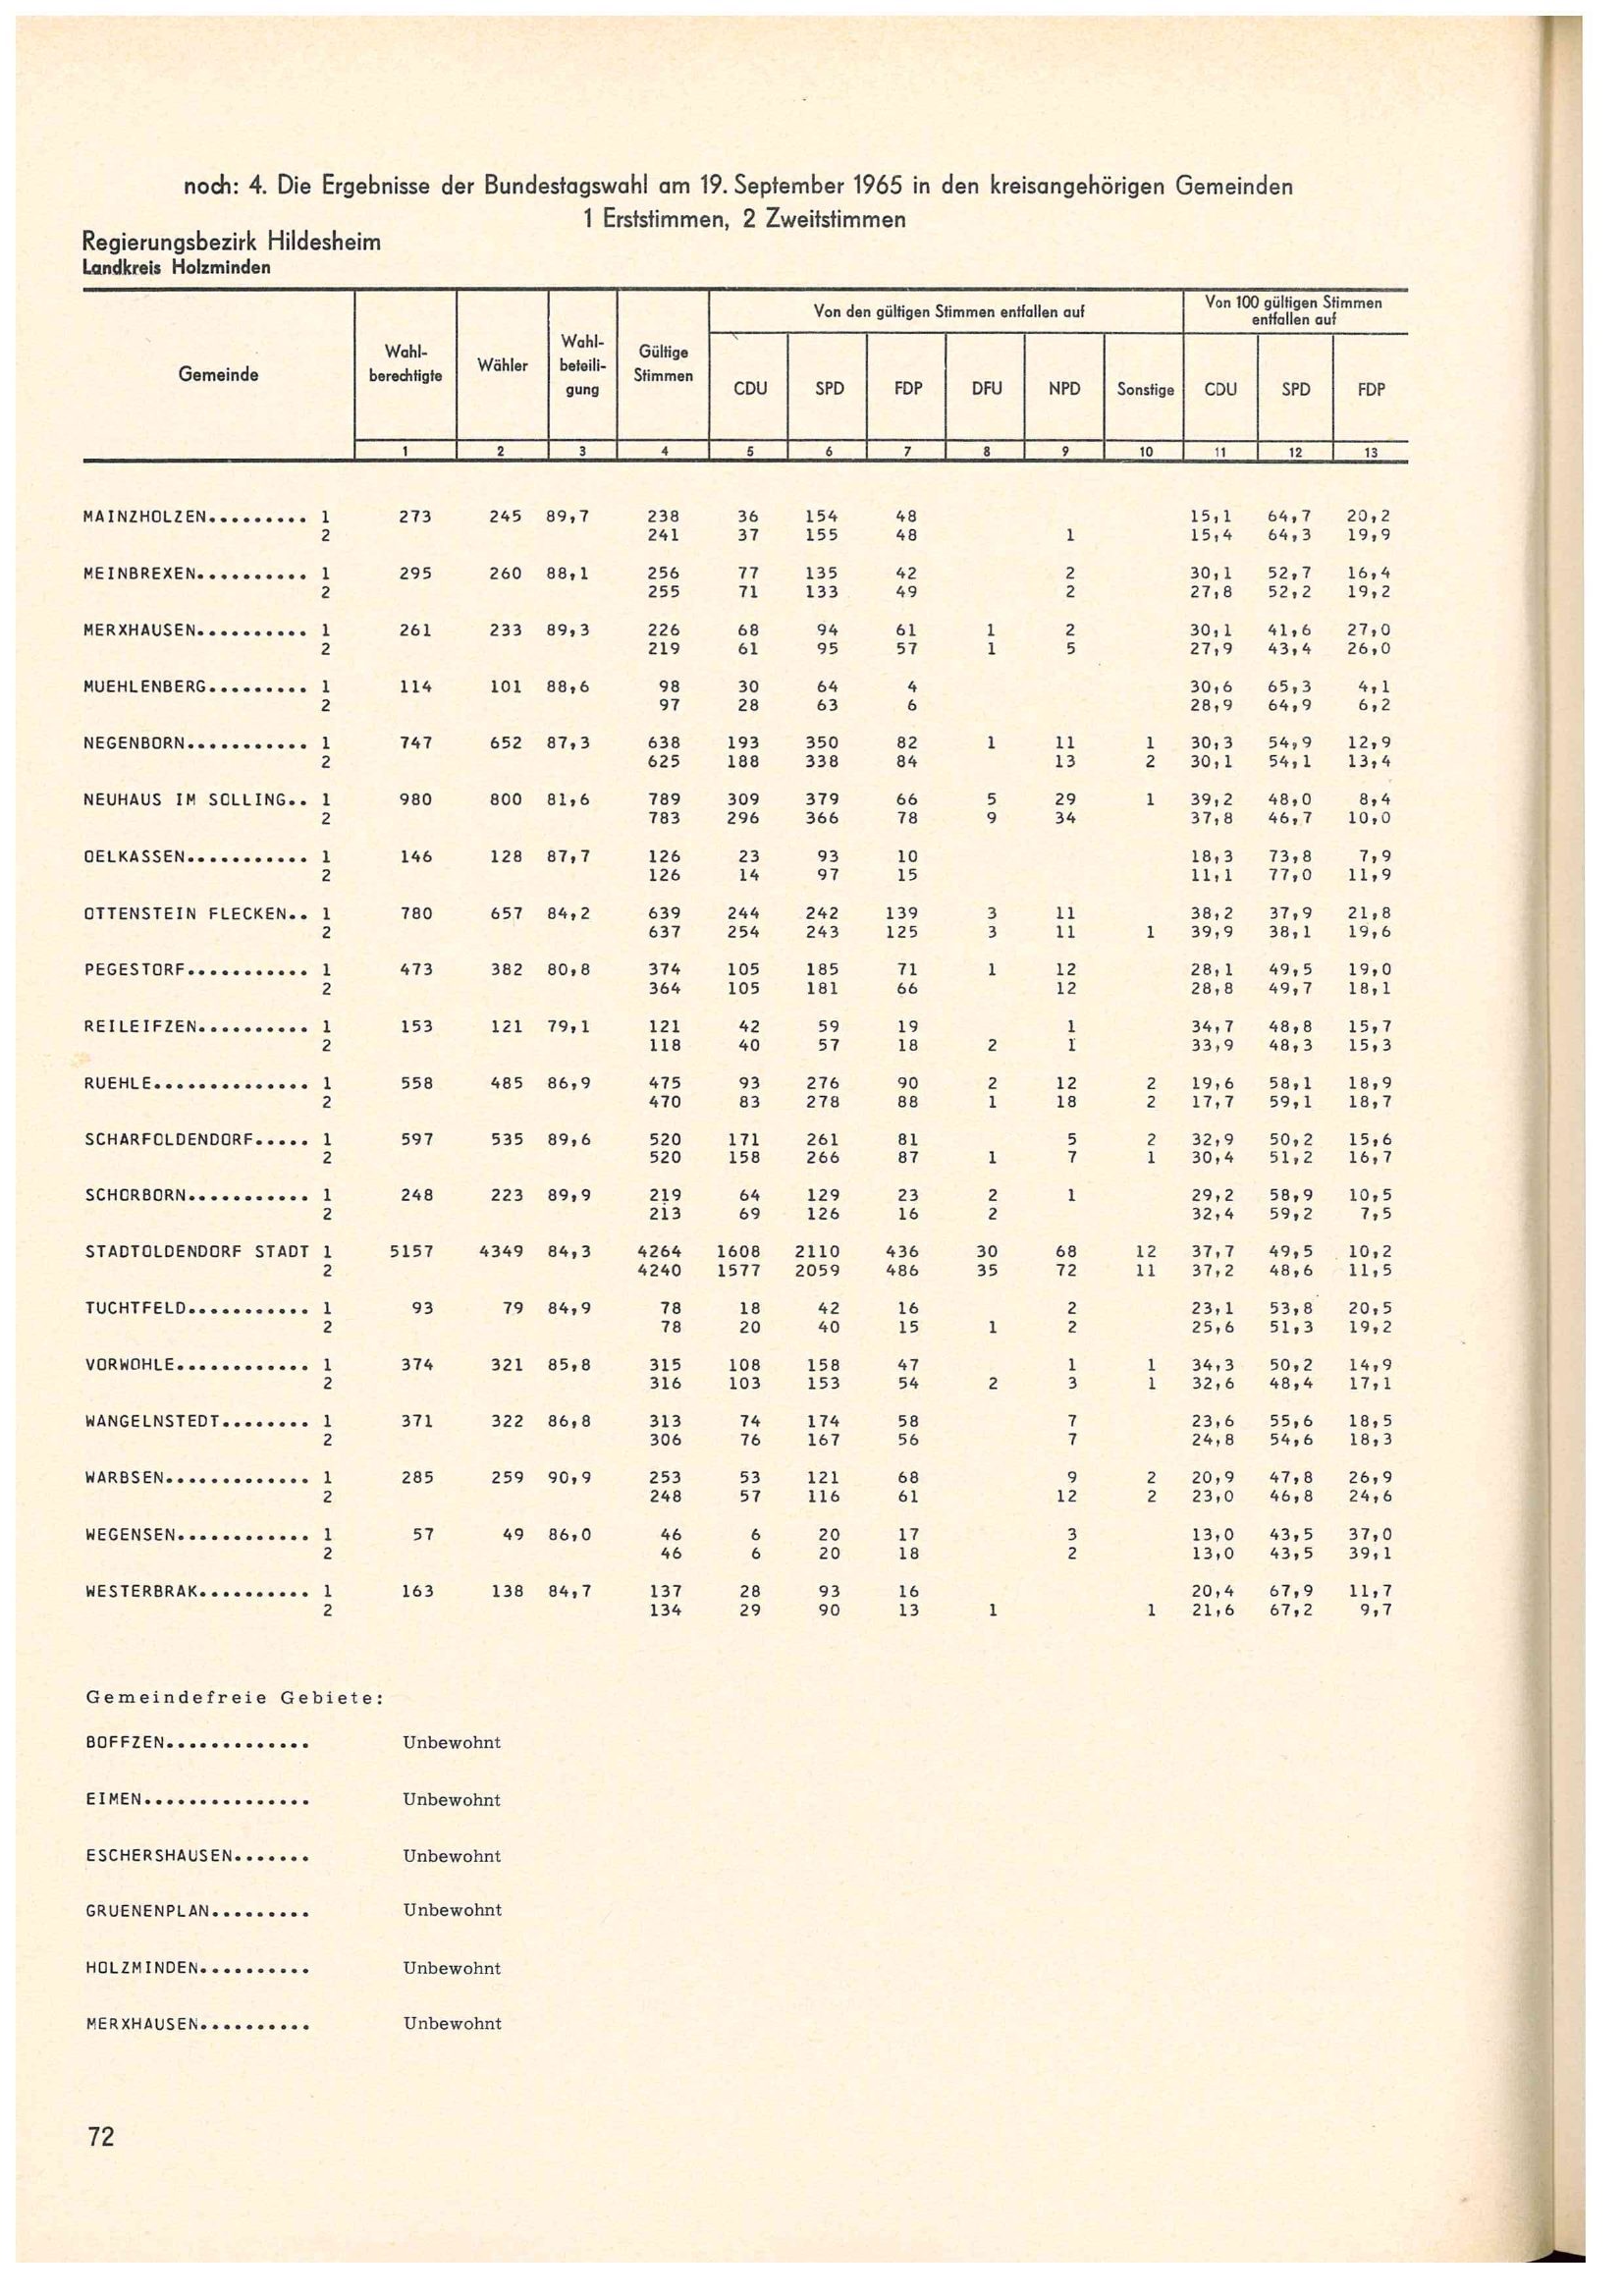 noch: 4. Die Ergebnisse der Bundestagswahl am 19. September 1965 in den kreisangehörigen Gemeinden
1 Erststimmen, 2 Zweitstimmen
Regierungsbezirk Hildesheim
Landkreis Holzminden
Gemeinde Wahl-berechtigte Wähler Wahl-beteili-gung Gültige Stimmen Von den gültigen Stimmen entfallen auf Von 100 gültigen Stimmen entfallen auf
CDU SPD FDP DFU NPD Sonstige CDU SPD FDP
1 2 3 4 5 6 7 8 9 10 11 12 13
MAINZHOLZEN......... 1 273 245 89,7 238 36 154 48 15,1 64,7 20,2
2 241 37 155 48 1 15,4 64,3 19,9
MEINBREXEN.......... 1 295 260 88,1 256 77 135 42 2 30,1 52,7 16,4
2 255 71 133 49 2 27,8 52,2 19,2
MERXHAUSEN.......... 1 261 233 89,3 226 68 94 61 1 2 30,1 41,6 27,0
2 219 61 95 57 1 5 27,9 43,4 26,0
MUEHLENBERG......... 1 114 101 88,6 98 30 64 4 30,6 65,3 4,1
2 97 28 63 6 28,9 64,9 6,2
NEGENBORN........... 1 747 652 87,3 638 193 350 82 1 11 1 30,3 54,9 12,9
2 625 188 338 84 13 2 30,1 54,1 13,4
NEUHAUS IM SOLLING.. 1 980 800 81,6 789 309 379 66 5 29 1 39,2 48,0 8,4
2 783 296 366 78 9 34 37,8 46,7 10,0
OELKASSEN........... 1 146 128 87,7 126 23 93 10 18,3 73,8 7,9
2 126 14 97 15 11,1 77,0 11,9
OTTENSTEIN FLECKEN.. 1 780 657 84,2 639 244 242 139 3 11 38,2 37,9 21,8
2 637 254 243 125 3 11 1 39,9 38,1 19,6
PEGESTORF........... 1 473 382 80,8 374 105 185 71 1 12 28,1 49,5 19,0
2 364 105 181 66 12 28,8 49,7 18,1
REILEIFZEN.......... 1 153 121 79,1 121 42 59 19 1 34,7 48,8 15,7
2 118 40 57 18 2 1 33,9 48,3 15,3
RUEHLE.............. 1 558 485 86,9 475 93 276 90 2 12 2 19,6 58,1 18,9
2 470 83 278 88 1 18 2 17,7 59,1 18,7
SCHARFOLDENDORF..... 1 597 535 89,6 520 171 261 81 5 2 32,9 50,2 15,6
2 520 158 266 87 1 7 1 30,4 51,2 16,7
SCHORBORN........... 1 248 223 89,9 219 64 129 23 2 1 29,2 58,9 10,5
2 213 69 126 16 2 32,4 59,2 7,5
STADTOLDENDORF STADT 1 5157 4349 84,3 4264 1608 2110 436 30 68 12 37,7 49,5 10,2
2 4240 1577 2059 486 35 72 11 37,2 48,6 11,5
TUCHTFELD........... 1 93 79 84,9 78 18 42 16 2 23,1 53,8 20,5
2 78 20 40 15 1 2 25,6 51,3 19,2
VORWOHLE............ 1 374 321 85,8 315 108 158 47 1 1 34,3 50,2 14,9
2 316 103 153 54 2 3 1 32,6 48,4 17,1
WANGELNSTEDT........ 1 371 322 86,8 313 74 174 58 7 23,6 55,6 18,5
2 306 76 167 56 7 24,8 54,6 18,3
WARBSEN............. 1 285 259 90,9 253 53 121 68 9 2 20,9 47,8 26,9
2 248 57 116 61 12 2 23,0 46,8 24,6
WEGENSEN............ 1 57 49 86,0 46 6 20 17 3 13,0 43,5 37,0
2 46 6 20 18 2 13,0 43,5 39,1
WESTERBRAK.......... 1 163 138 84,7 137 28 93 16 20,4 67,9 11,7
2 134 29 90 13 1 1 21,6 67,2 9,7
Gemeindefreie Gebiete:
BOFFZEN............. Unbewohnt
EIMEN............... Unbewohnt
ESCHERSHAUSEN....... Unbewohnt
GRUENENPLAN......... Unbewohnt
HOLZMINDEN.......... Unbewohnt
MERXHAUSEN.......... Unbewohnt
72